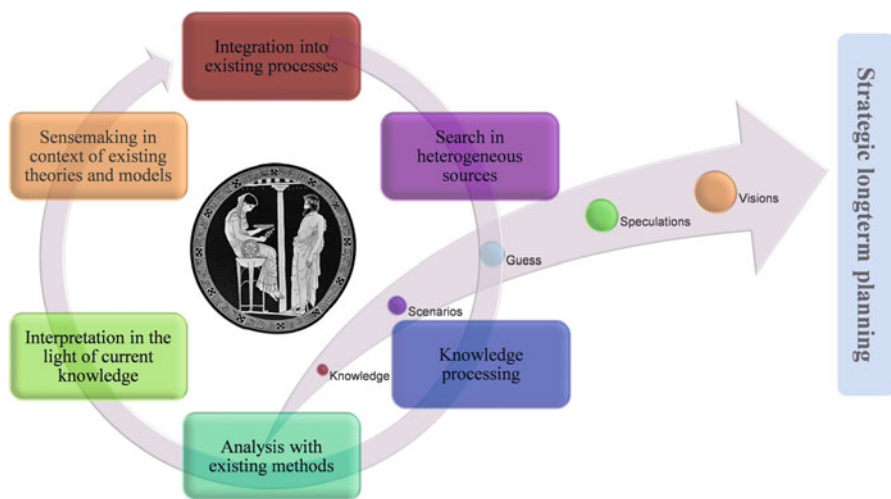 Integration into
existing processes
Search in
heterogeneous
sources
Knowledge
processing
Analysis with
existing methods
Interpretation in the
light of current
knowledge
Sensemaking in
context of existing
theories and models
Knowledge
Scenarios
Guess
Speculations
Visions
Strategic longterm planning